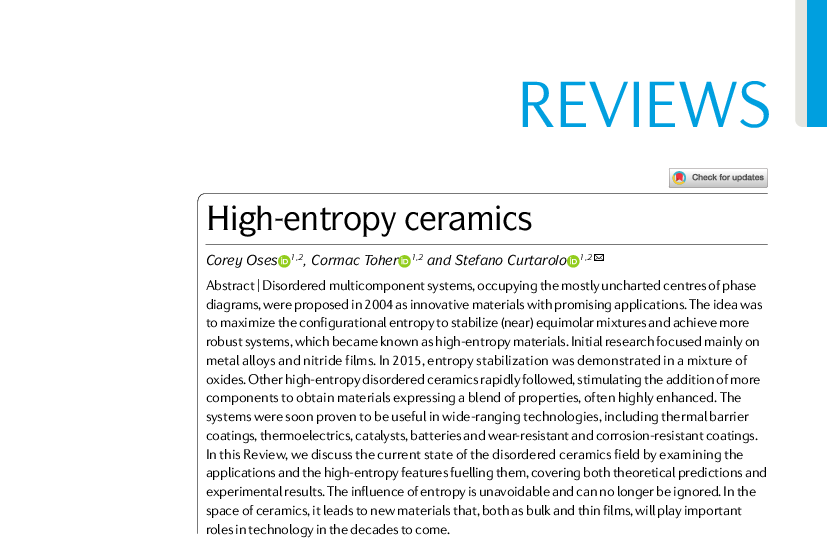 REVIEWS
Check for updates
High-entropy ceramics
Corey Oses iD 1,2, Cormac Toher iD 1,2 and Stefano Curtarolo iD 1,2
Abstract | Disordered multicomponent systems, occupying the mostly uncharted centres of phase
diagrams, were proposed in 2004 as innovative materials with promising applications. The idea was
to maximize the configurational entropy to stabilize (near) equimolar mixtures and achieve more
robust systems, which became known as high-entropy materials. Initial research focused mainly on
metal alloys and nitride films. In 2015, entropy stabilization was demonstrated in a mixture of
oxides. Other high-entropy disordered ceramics rapidly followed, stimulating the addition of more
components to obtain materials expressing a blend of properties, often highly enhanced. The
systems were soon proven to be useful in wide-ranging technologies, including thermal barrier
coatings, thermoelectrics, catalysts, batteries and wear-resistant and corrosion-resistant coatings.
In this Review, we discuss the current state of the disordered ceramics field by examining the
applications and the high-entropy features fuelling them, covering both theoretical predictions and
experimental results. The influence of entropy is unavoidable and can no longer be ignored. In the
space of ceramics, it leads to new materials that, both as bulk and thin films, will play important
roles in technology in the decades to come.